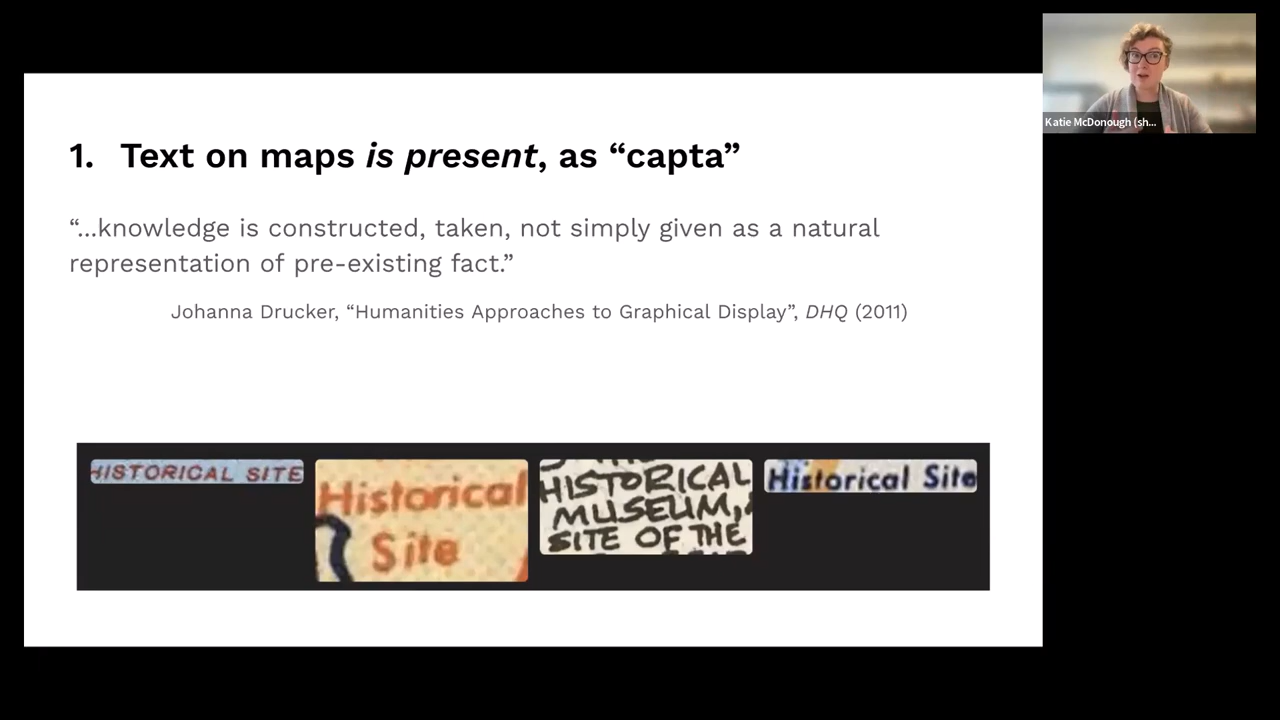 Katie McDonough (sh...
1. Text on maps is present, as “capta”
“...knowledge is constructed, taken, not simply given as a natural
representation of pre-existing fact.”
Johanna Drucker, “Humanities Approaches to Graphical Display”, DHQ (2011)
HISTORICAL SITE
Historical
Site
HISTORICAL
MUSEUM,
SITE OF THE
Historical Site